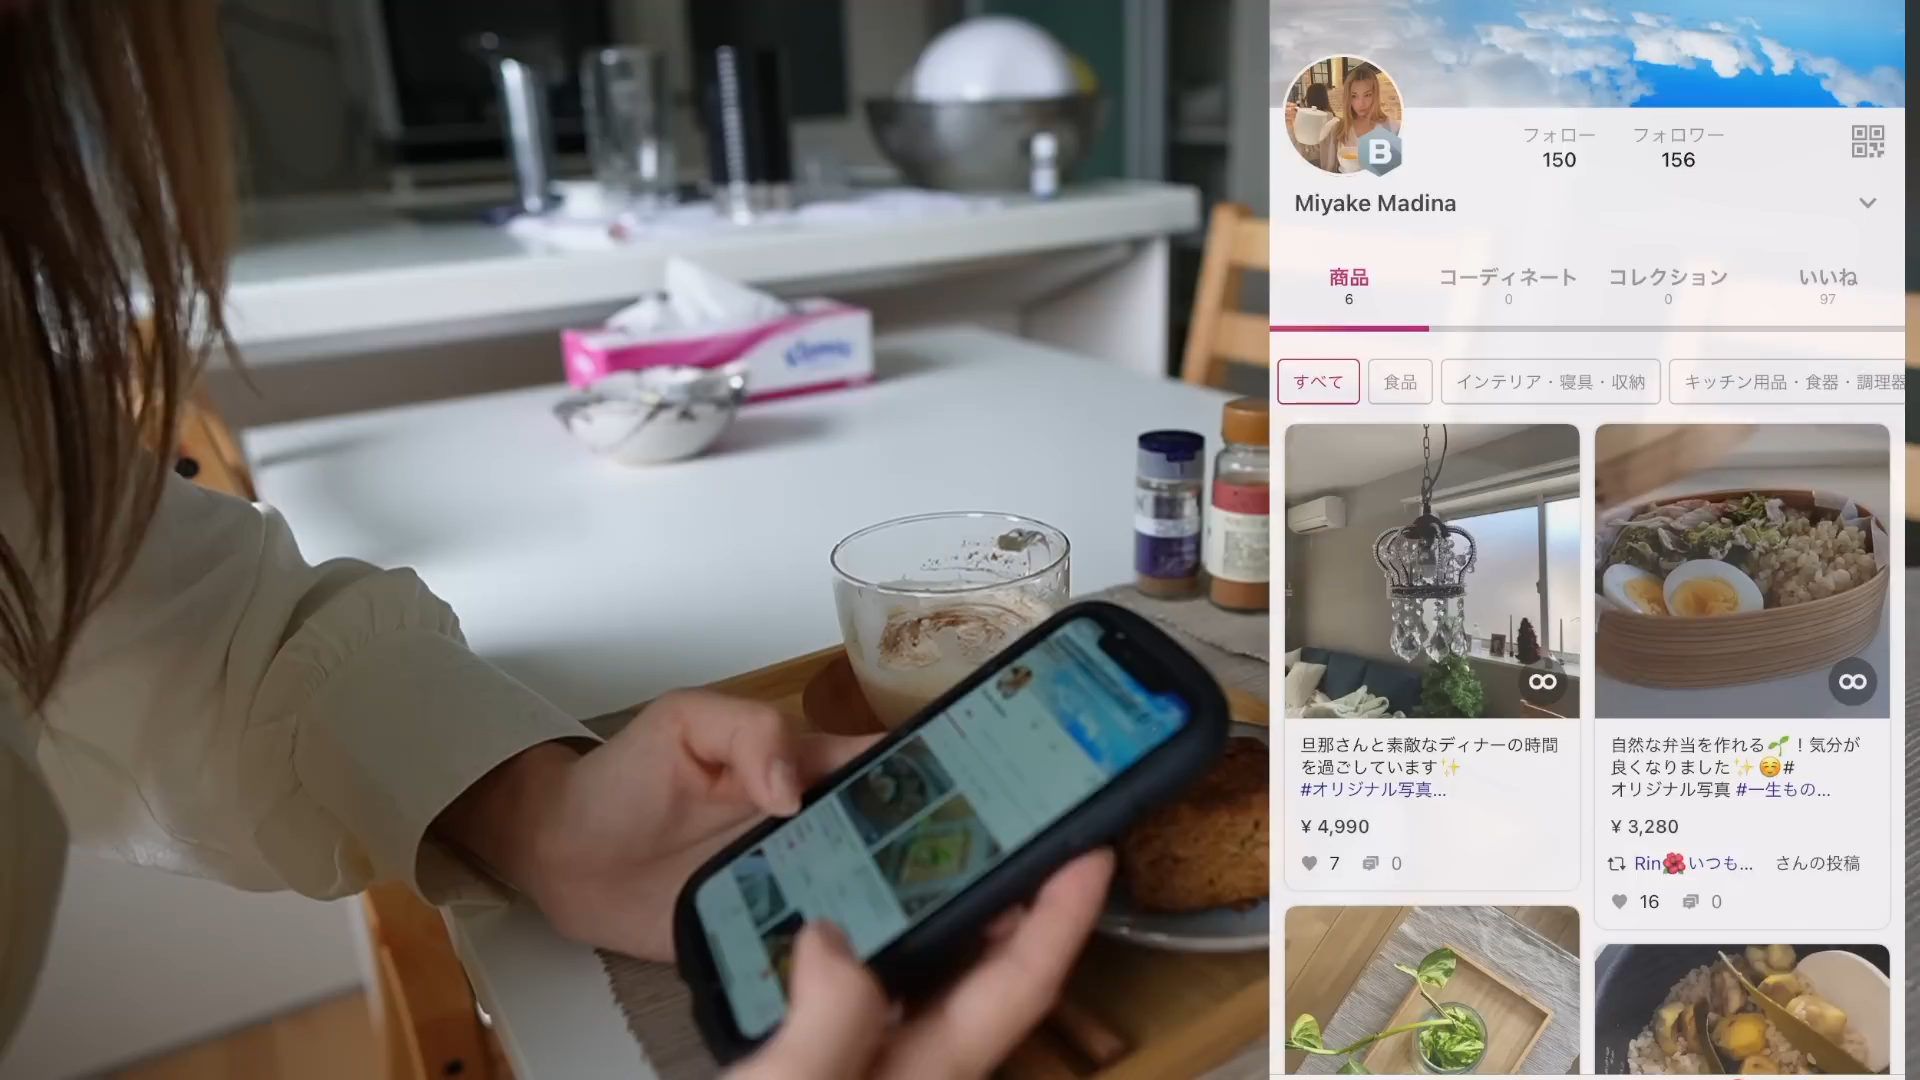 B
フォロー
フォロワー
150
156
Miyake Madina
商品
コーディネート
コレクション
いいね
6
0
0
97
すべて
食品
インテリア・寝具・収納
キッチン用品・食器・調理器
旦那さんと素敵なディナーの時間
を過ごしています✨
#オリジナル写真...
¥ 4,990
7
0
自然な弁当を作れる🌱！気分が
良くなりました✨☺️#
オリジナル写真 #一生もの...
¥ 3,280
Rin🌺いつも... さんの投稿
16
0
Kleenex